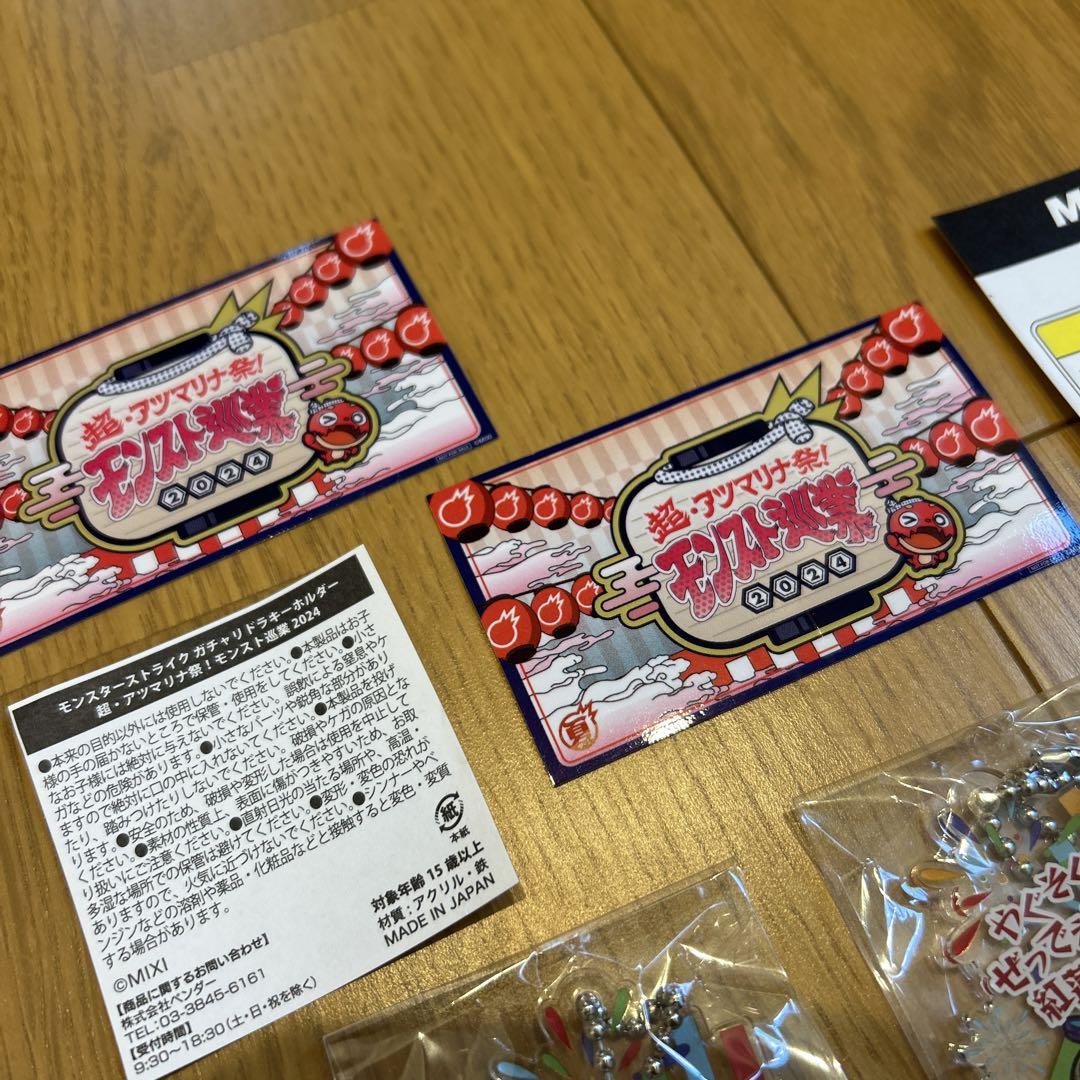 超・アツマリナ祭!
モンスト巡業
2024
超・アツマリナ祭!
モンスト巡業
2024
夏
M
モンスターストライク ガチャリドラキーホルダー
超・アツマリナ祭!モンスト巡業 2024
●本来の目的以外には使用しないでください。●本製品はお子
様の手の届かないところで保管・使用をしてください。●小さ
なお子様には絶対に与えないでください。誤飲による窒息やケ
ガなどの危険があります。●小さなパーツや鋭角な部分があり
ますので絶対に口の中に入れないでください。●本製品を投げ
たり、踏みつけたりしないでください。破損やケガの原因とな
ります。●安全のため、破損や変形した場合は使用を中止して
ください。●素材の性質上、表面に傷がつきやすいため、お取
り扱いにご注意ください。●直射日光の当たる場所や、高温・
多湿な場所での保管は避けてください。●変形・変色の恐れが
ありますので、火気に近づけないでください。●シンナーやベ
ンジンなどの溶剤や薬品・化粧品などと接触すると変色・変質
する場合があります。
紙
本紙
対象年齢 15 歳以上
材質:アクリル・鉄
MADE IN JAPAN
©MIXI
【商品に関するお問い合わせ】
株式会社ベンダー
TEL:03-3845-6161
【受付時間】
9:30～18:30(土・日・祝を除く)
やくそく
ぜって
紅